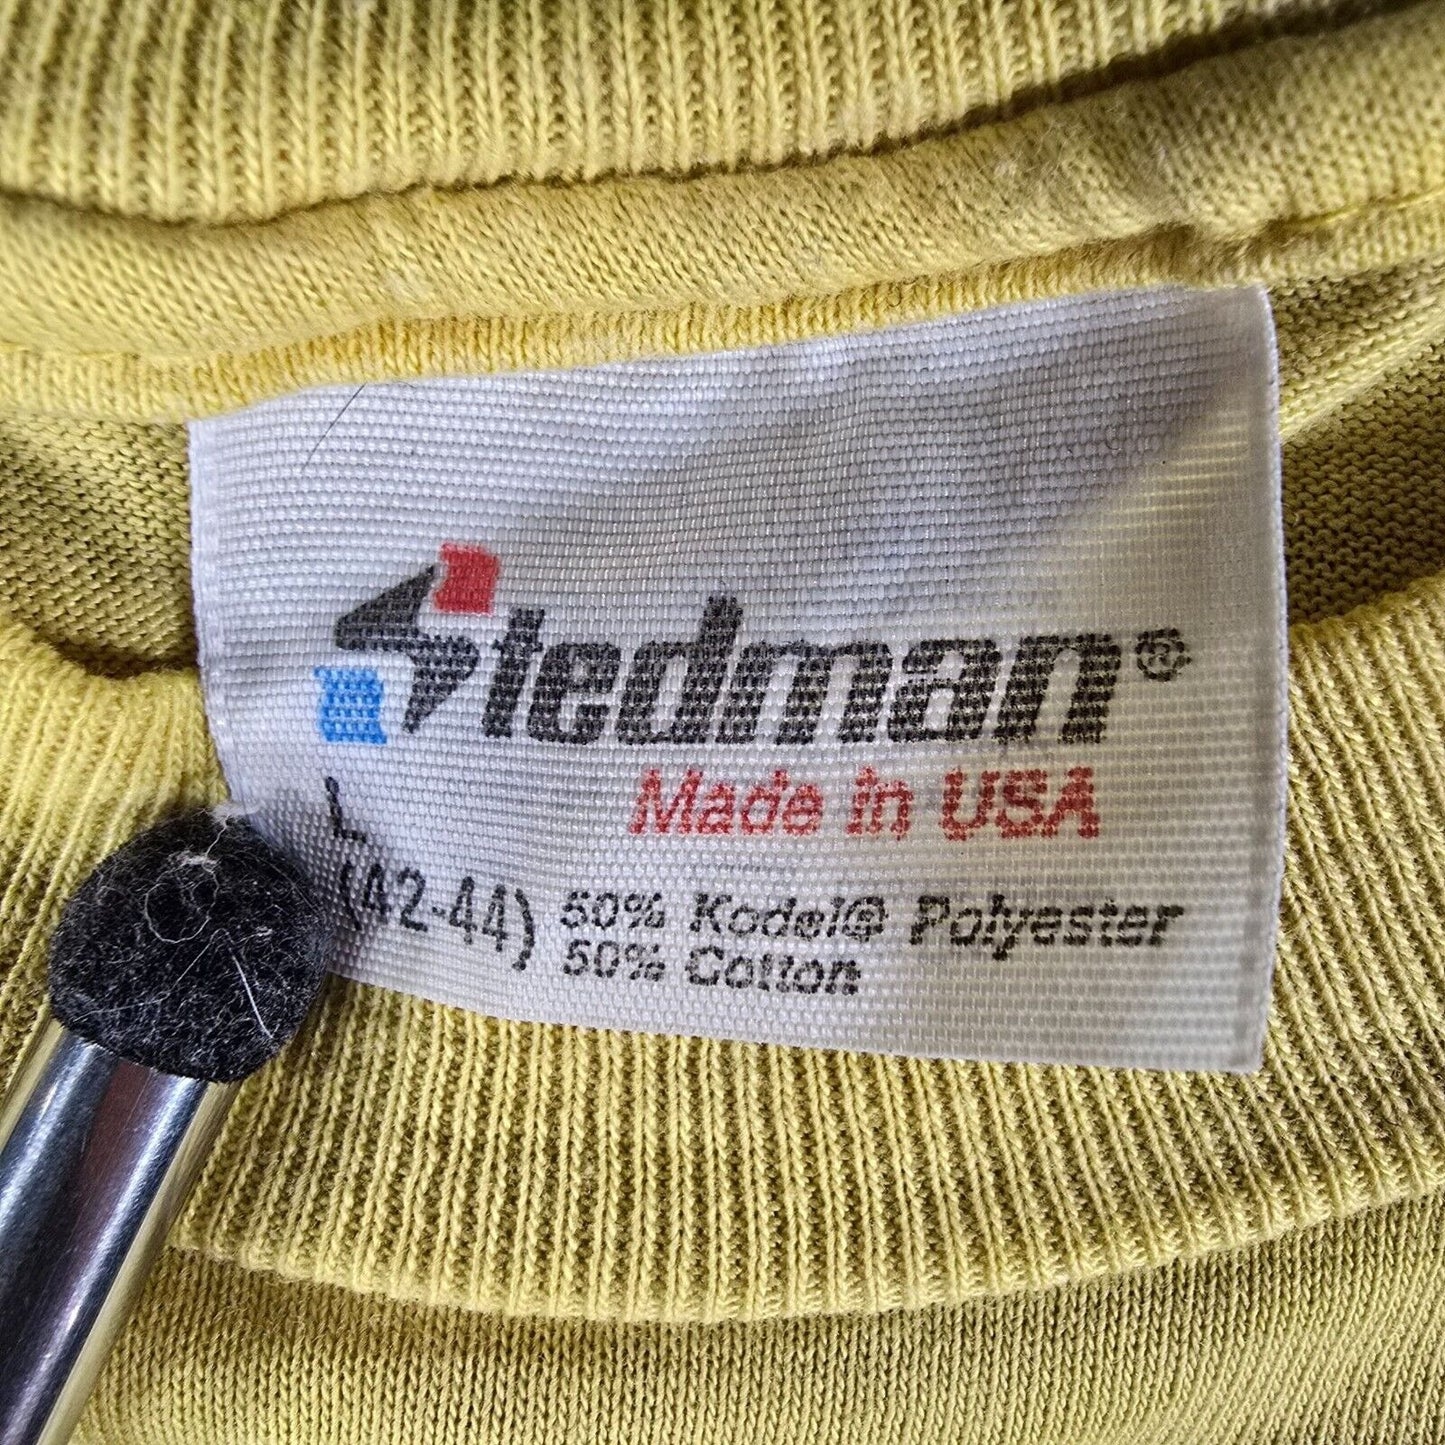 Stedman®
Made in USA
L
(42-44)
50% Kodel® Polyester
50% Cotton